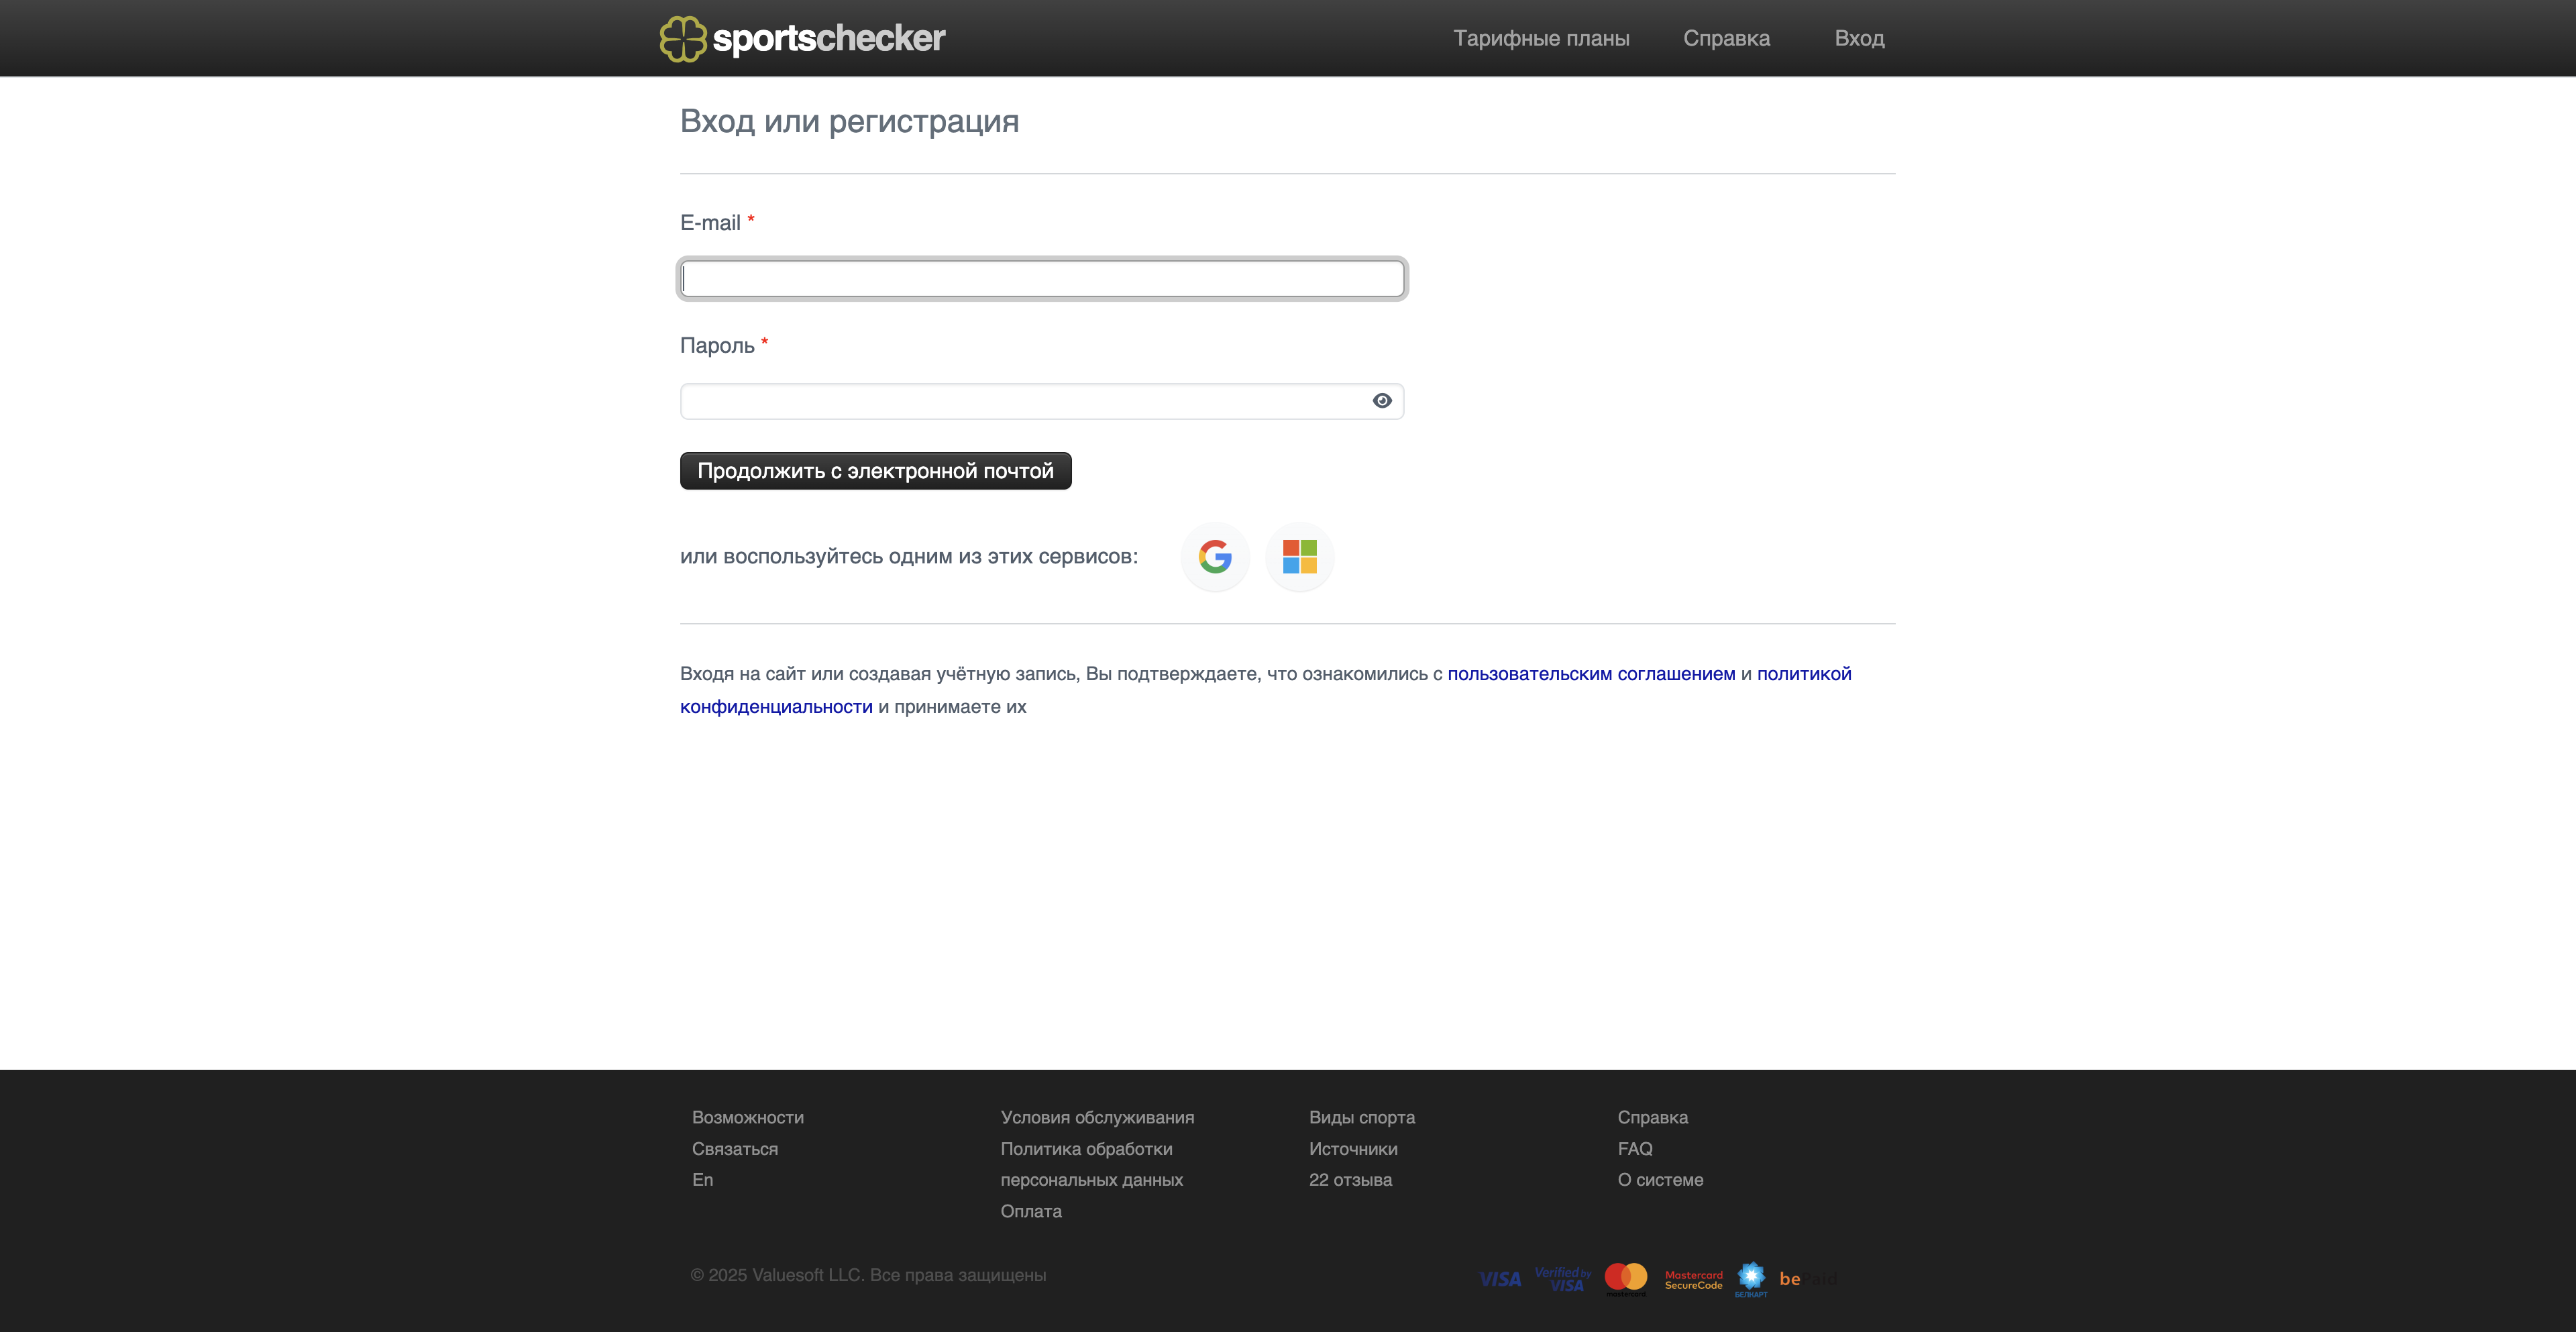 sportschecker
Тарифные планы
Справка
Вход
Вход или регистрация
E-mail *
Пароль *
Продолжить с электронной почтой
или воспользуйтесь одним из этих сервисов:
Входя на сайт или создавая учётную запись, Вы подтверждаете, что ознакомились с пользовательским соглашением и политикой
конфиденциальности и принимаете их
Возможности
Связаться
En
Условия обслуживания
Политика обработки
персональных данных
Оплата
Виды спорта
Источники
22 отзыва
Справка
FAQ
О системе
© 2025 Valuesoft LLC. Все права защищены
VISA
Verified by
VISA
mastercard
Mastercard
SecureCode
БЕЛКАРТ
bePaid